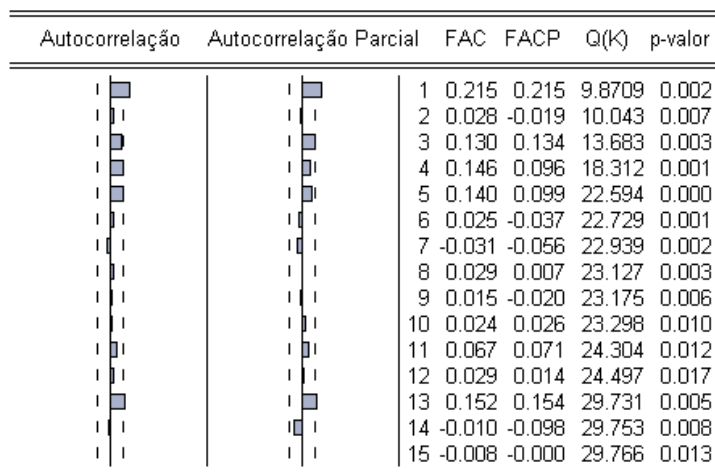 Autocorrelação Autocorrelação Parcial FAC FACP Q(K) p-valor
1 0.215 0.215 9.8709 0.002
2 0.028 -0.019 10.043 0.007
3 0.130 0.134 13.683 0.003
4 0.146 0.096 18.312 0.001
5 0.140 0.099 22.594 0.000
6 0.025 -0.037 22.729 0.001
7 -0.031 -0.056 22.939 0.002
8 0.029 0.007 23.127 0.003
9 0.015 -0.020 23.175 0.006
10 0.024 0.026 23.298 0.010
11 0.067 0.071 24.304 0.012
12 0.029 0.014 24.497 0.017
13 0.152 0.154 29.731 0.005
14 -0.010 -0.098 29.753 0.008
15 -0.008 -0.000 29.766 0.013